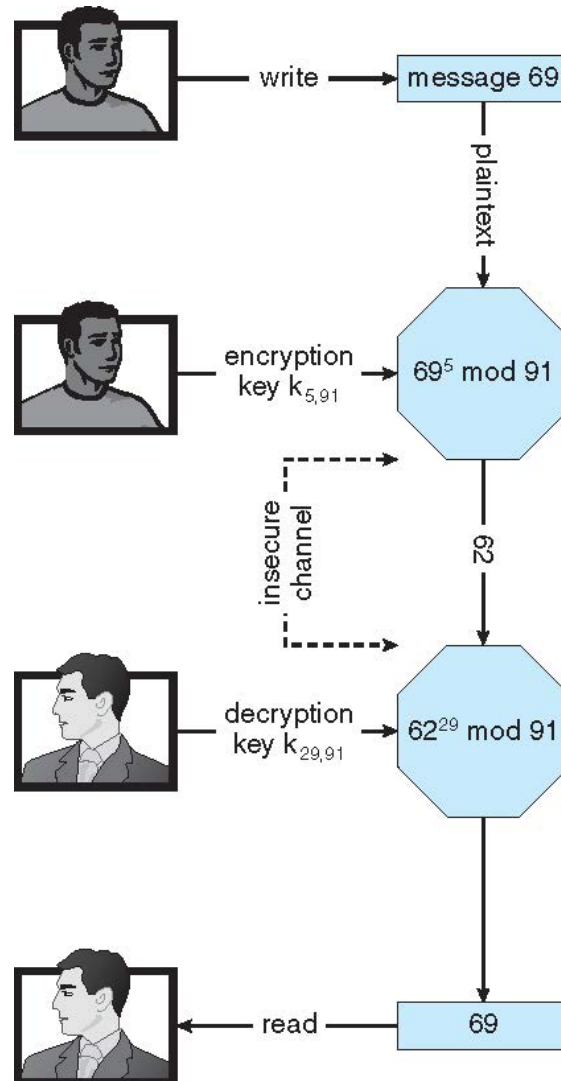 write
message 69
plaintext
encryption
key k₅,₉₁
69⁵ mod 91
insecure
channel
62
decryption
key k₂₉,₉₁
62²⁹ mod 91
read
69